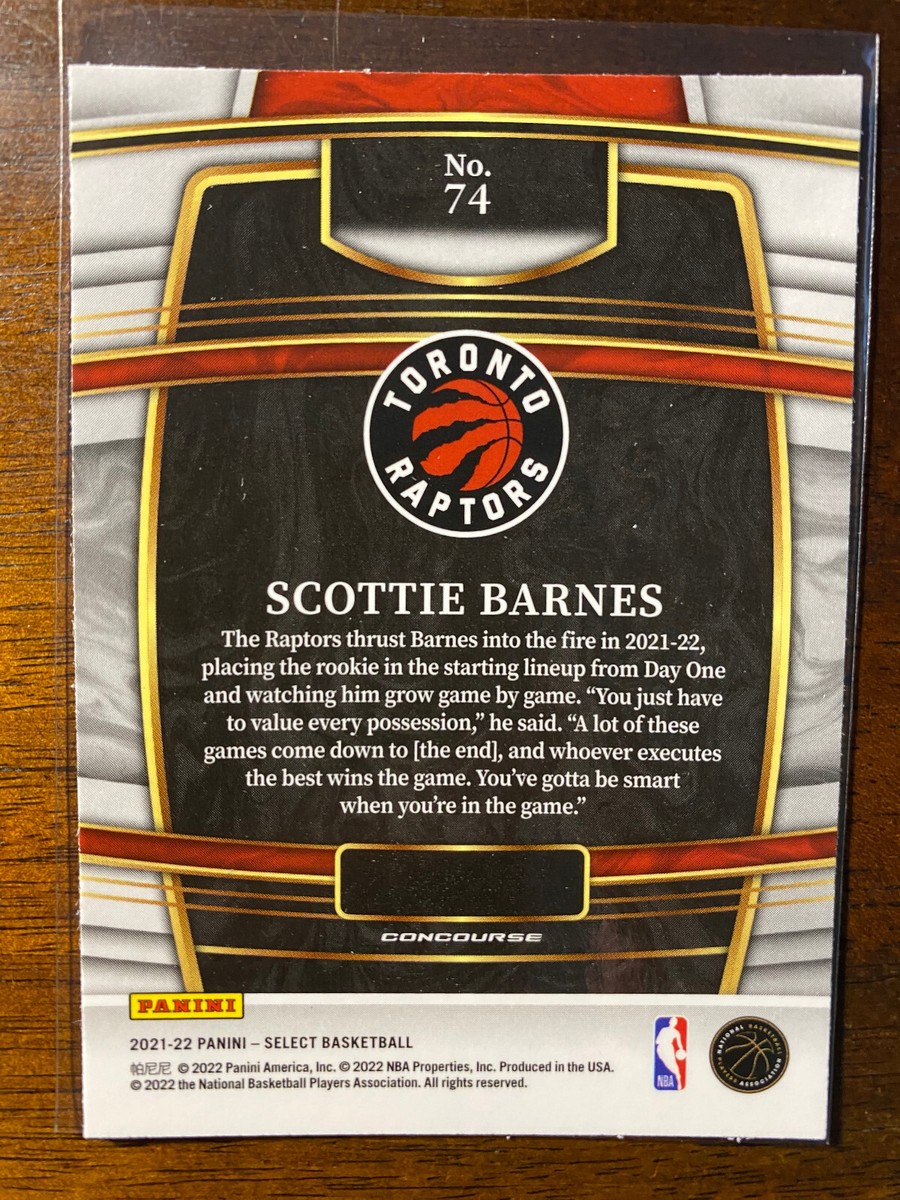 No.
74
TORONTO
RAPTORS
SCOTTIE BARNES
The Raptors thrust Barnes into the fire in 2021-22,
placing the rookie in the starting lineup from Day One
and watching him grow game by game. “You just have
to value every possession,” he said. “A lot of these
games come down to [the end], and whoever executes
the best wins the game. You’ve gotta be smart
when you’re in the game.”
CONCOURSE
PANINI
2021-22 PANINI – SELECT BASKETBALL
帕尼尼 © 2022 Panini America, Inc. © 2022 NBA Properties, Inc. Produced in the USA.
© 2022 the National Basketball Players Association. All rights reserved.
NBA
NATIONAL BASKETBALL
PLAYERS ASSOCIATION